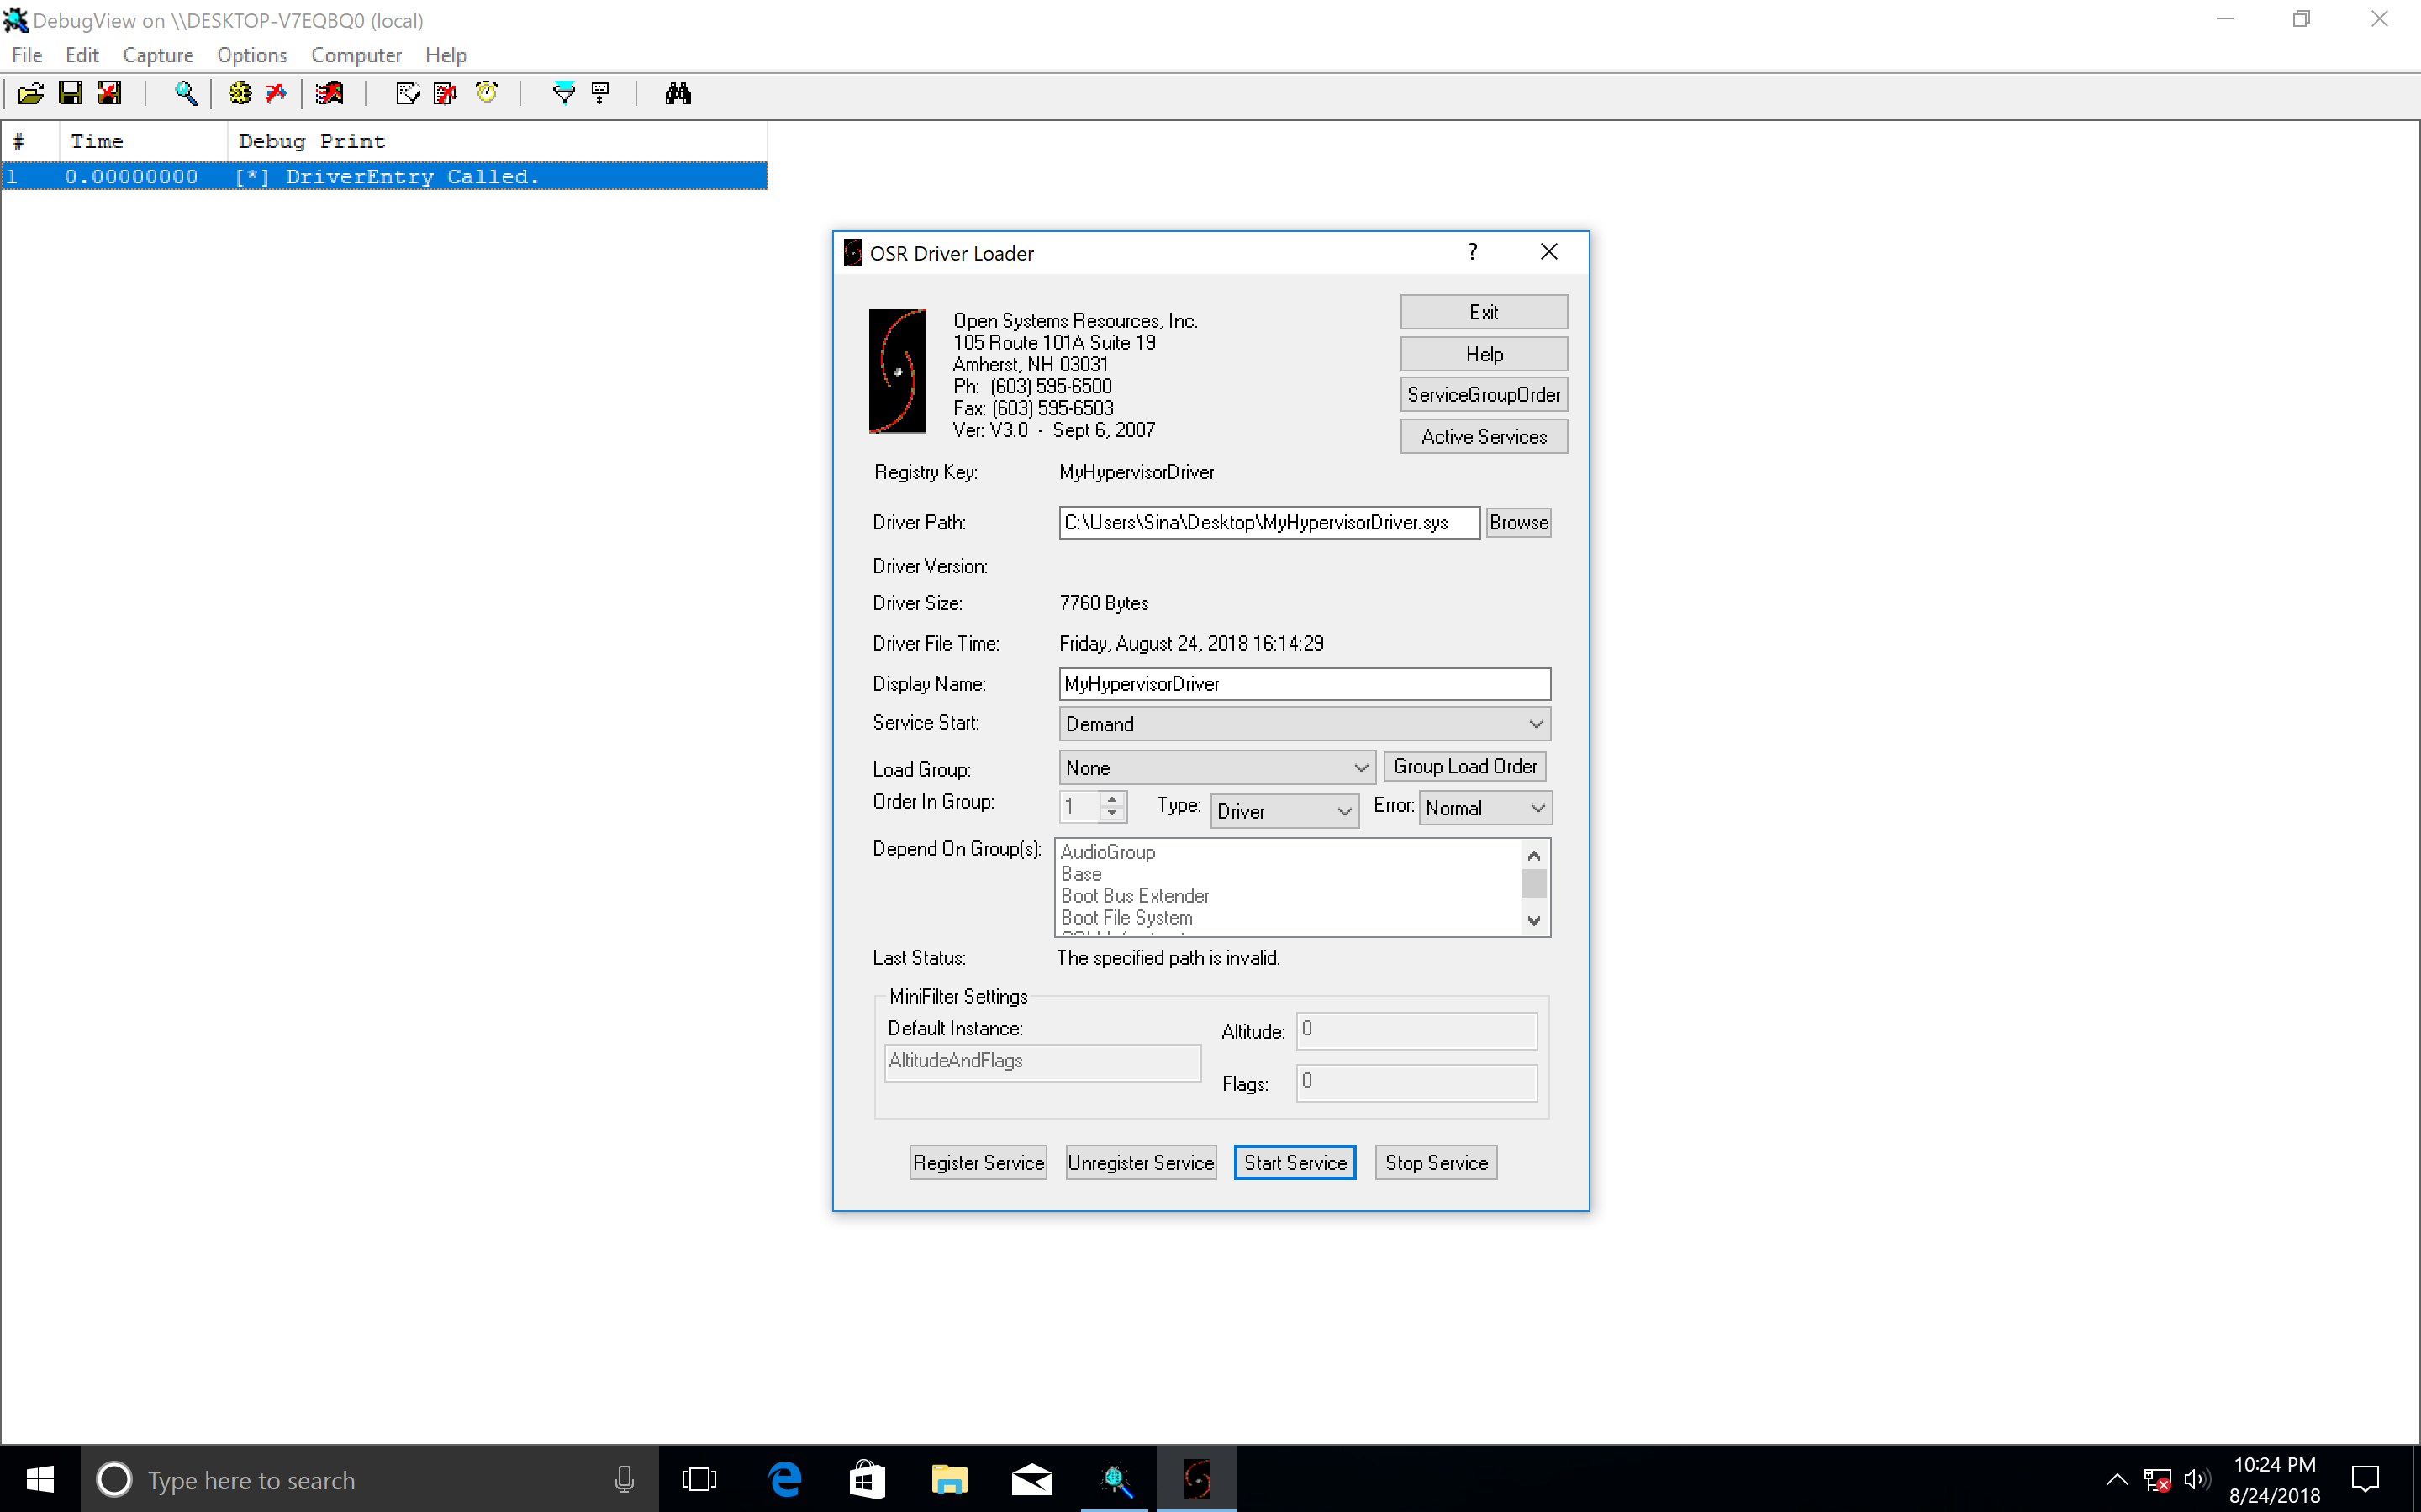 DebugView on \\DESKTOP-V7EQBQ0 (local)
File Edit Capture Options Computer Help
# Time Debug Print
1 0.00000000 [*] DriverEntry Called.
OSR Driver Loader
?
Open Systems Resources, Inc.
105 Route 101A Suite 19
Amherst, NH 03031
Ph: (603) 595-6500
Fax: (603) 595-6503
Ver: V3.0 - Sept 6, 2007
Exit
Help
ServiceGroupOrder
Active Services
Registry Key: MyHypervisorDriver
Driver Path: C:\Users\Sina\Desktop\MyHypervisorDriver.sys Browse
Driver Version:
Driver Size: 7760 Bytes
Driver File Time: Friday, August 24, 2018 16:14:29
Display Name: MyHypervisorDriver
Service Start: Demand
Load Group: None Group Load Order
Order In Group: 1 Type: Driver Error: Normal
Depend On Group(s): AudioGroup
Base
Boot Bus Extender
Boot File System
Last Status: The specified path is invalid.
MiniFilter Settings
Default Instance:
AltitudeAndFlags
Altitude: 0
Flags: 0
Register Service Unregister Service Start Service Stop Service
Type here to search
10:24 PM
8/24/2018